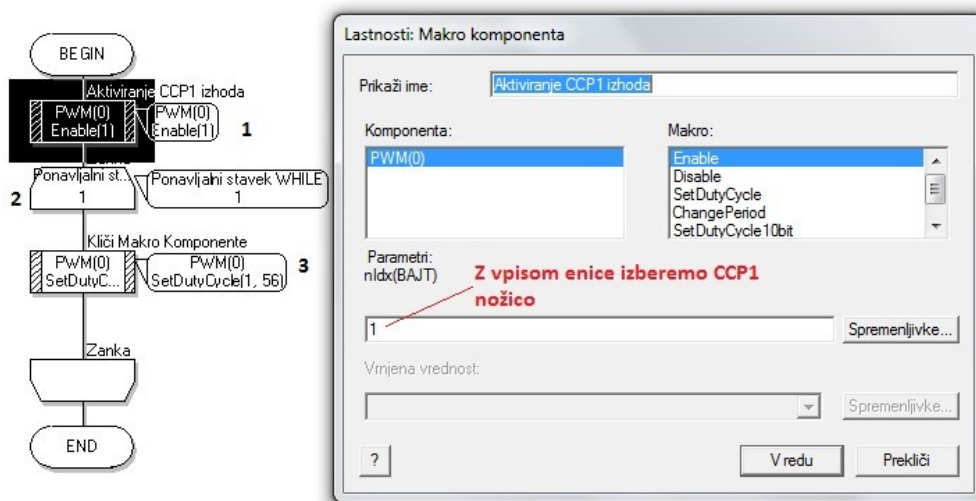 BEGIN
Aktiviranje CCP1 izhoda
PWM(0)
Enable(1)
PWM(0)
Enable(1)
1
Ponavljalni st...
1
Ponavljalni stavek WHILE
1
2
Kliči Makro Komponente
PWM(0)
SetDutyC...
PWM(0)
SetDutyCycle(1, 56)
3
Zanka
END
Lastnosti: Makro komponenta
Prikaži ime:
Aktiviranje CCP1 izhoda
Komponenta:
PWM(0)
Makro:
Enable
Disable
SetDutyCycle
ChangePeriod
SetDutyCycle10bit
Parametri:
nIdx(BAJT)
Z vpisom enice izberemo CCP1
nožico
1
Spremenljivke...
Vrnjena vrednost:
Spremenljivke...
?
V redu
Prekliči